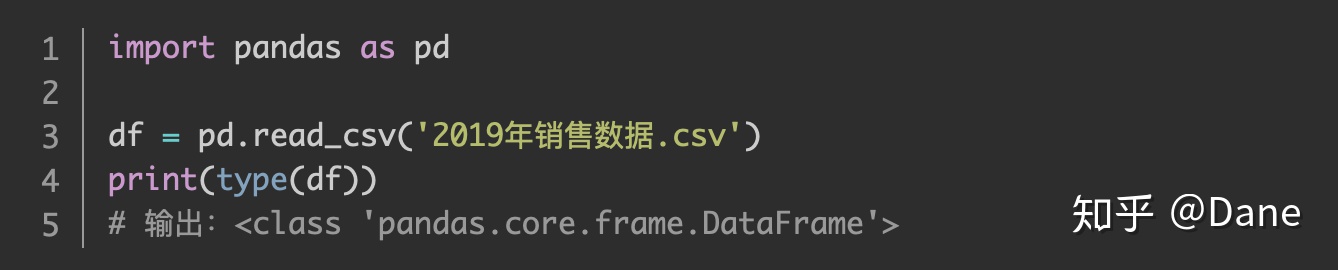 1 import pandas as pd
2
3 df = pd.read_csv('2019年销售数据.csv')
4 print(type(df))
5 # 输出：<class 'pandas.core.frame.DataFrame'>
知乎 @Dane